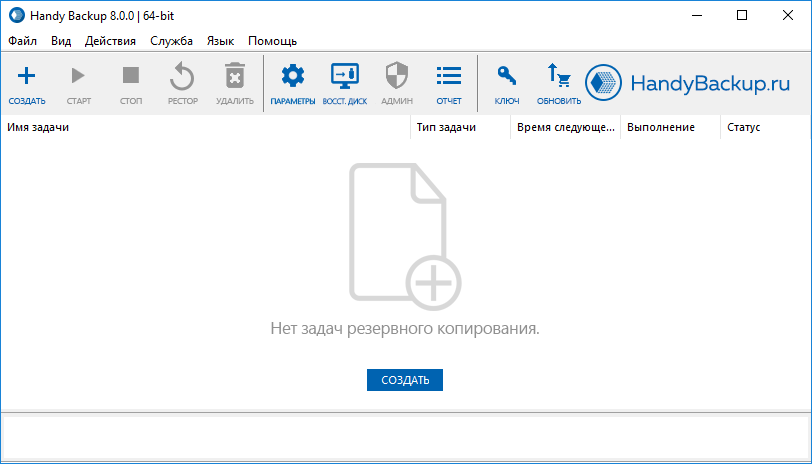 Handy Backup 8.0.0 | 64-bit
Файл Вид Действия Служба Язык Помощь
СОЗДАТЬ СТАРТ СТОП РЕСТОР УДАЛИТЬ ПАРАМЕТРЫ ВОССТ. ДИСК АДМИН ОТЧЕТ КЛЮЧ ОБНОВИТЬ HandyBackup.ru
Имя задачи Тип задачи Время следующе... Выполнение Статус
Нет задач резервного копирования.
СОЗДАТЬ